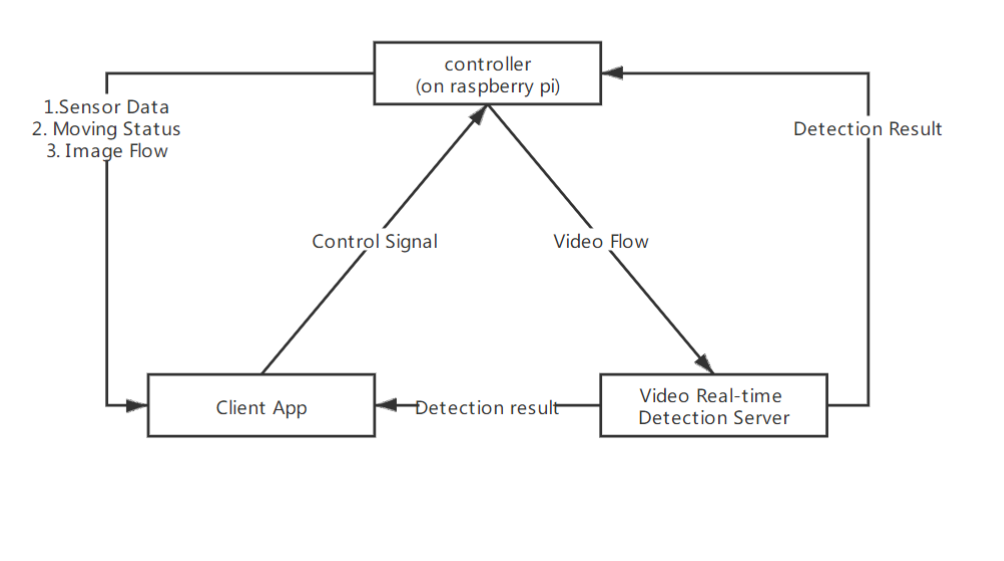 controller
(on raspberry pi)
1.Sensor Data
2. Moving Status
3. Image Flow
Detection Result
Control Signal
Video Flow
Client App
Detection result
Video Real-time
Detection Server